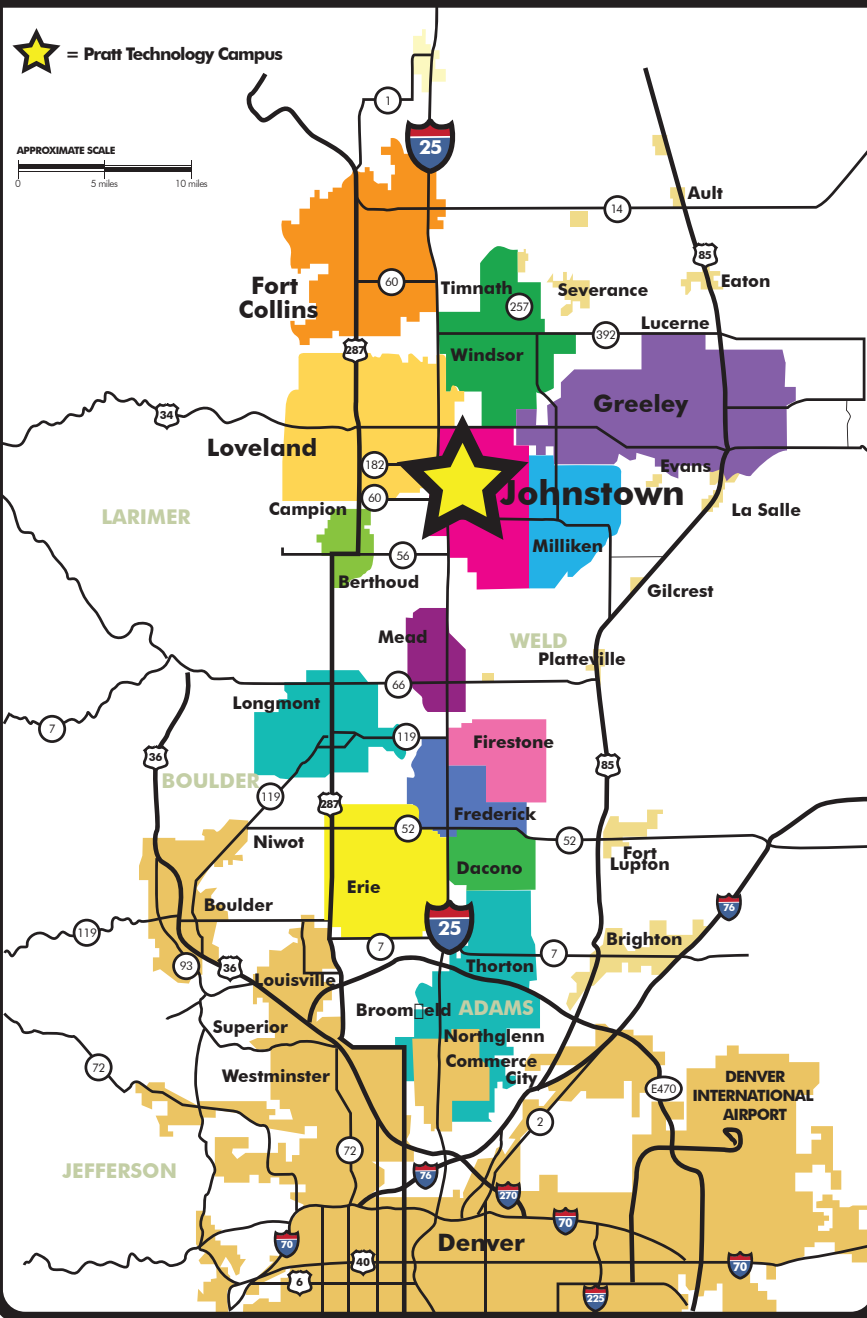 = Pratt Technology Campus
1
25
APPROXIMATE SCALE
0
5 miles
10 miles
Ault
14
85
Fort
Collins
60
Timnath
257
Severance
Eaton
Lucerne
392
287
Windsor
34
Greeley
Loveland
182
60
Evans
Johnstown
La Salle
Campion
LARIMER
56
Milliken
Berthoud
Gilcrest
Mead
WELD
Platteville
66
Longmont
7
36
119
Firestone
85
BOULDER
119
287
Frederick
52
52
Niwot
Fort
Lupton
Dacono
Erie
Boulder
76
119
25
Brighton
7
7
93
36
Thorton
Louisville
Broom▯eld
ADAMS
Superior
Northglenn
Commerce
City
72
Westminster
E470
DENVER
INTERNATIONAL
AIRPORT
2
72
JEFFERSON
76
270
70
70
Denver
40
70
6
225